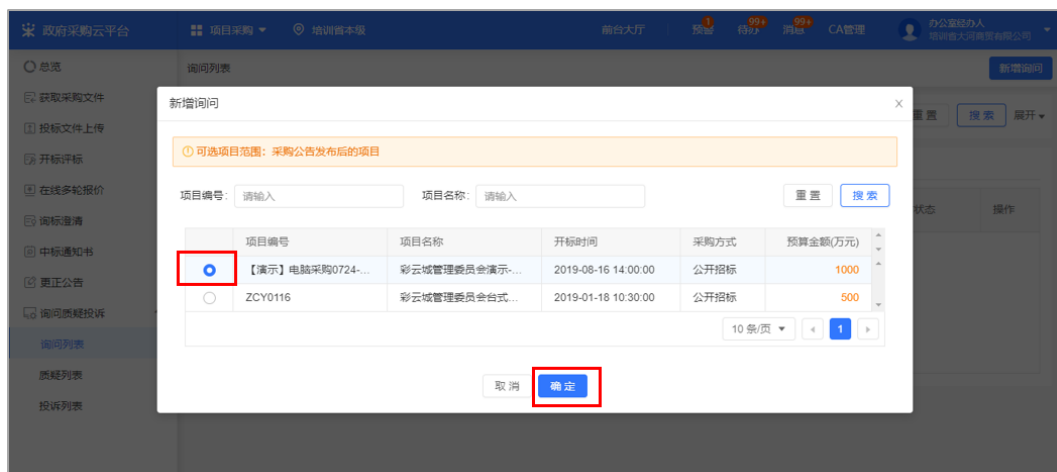 政府采购云平台
项目采购
培训省本级
前台大厅
预警 1
待办 99+
消息 99+
CA管理
办公室经办人
培训省大河商贸有限公司
总览
询问列表
新增询问
获取采购文件
投标文件上传
开标评标
在线多轮报价
询标澄清
中标通知书
更正公告
询问质疑投诉
询问列表
质疑列表
投诉列表
重置
搜索
展开
状态
操作
新增询问
可选项目范围：采购公告发布后的项目
项目编号: 请输入
项目名称: 请输入
重置
搜索
项目编号 项目名称 开标时间 采购方式 预算金额(万元)
【演示】电脑采购0724-... 彩云城管理委员会演示-... 2019-08-16 14:00:00 公开招标 1000
ZCY0116 彩云城管理委员会台式... 2019-01-18 10:30:00 公开招标 500
10 条/页
1
取消
确定